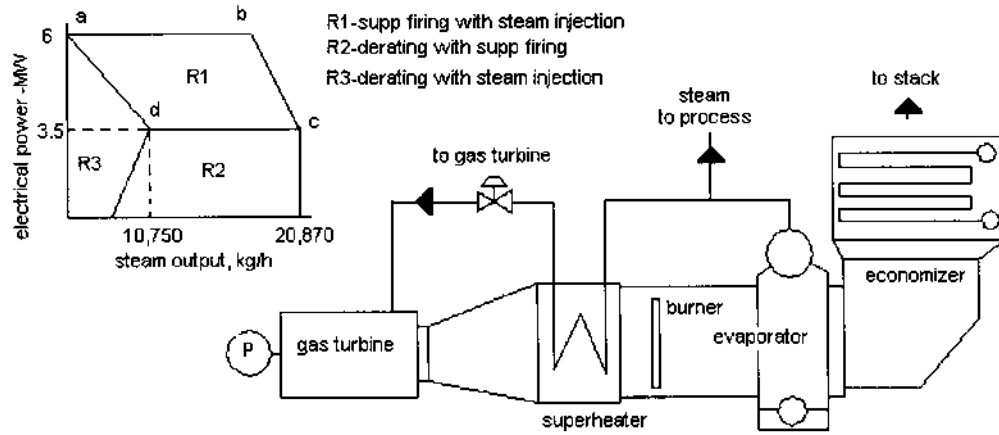 a
b
6
R1-supp firing with steam injection
R2-derating with supp firing
R3-derating with steam injection
R1
d
c
3.5
R3
R2
electrical power -MW
10,750
20,870
steam output, kg/h
to stack
steam
to process
to gas turbine
economizer
burner
evaporator
gas turbine
P
superheater